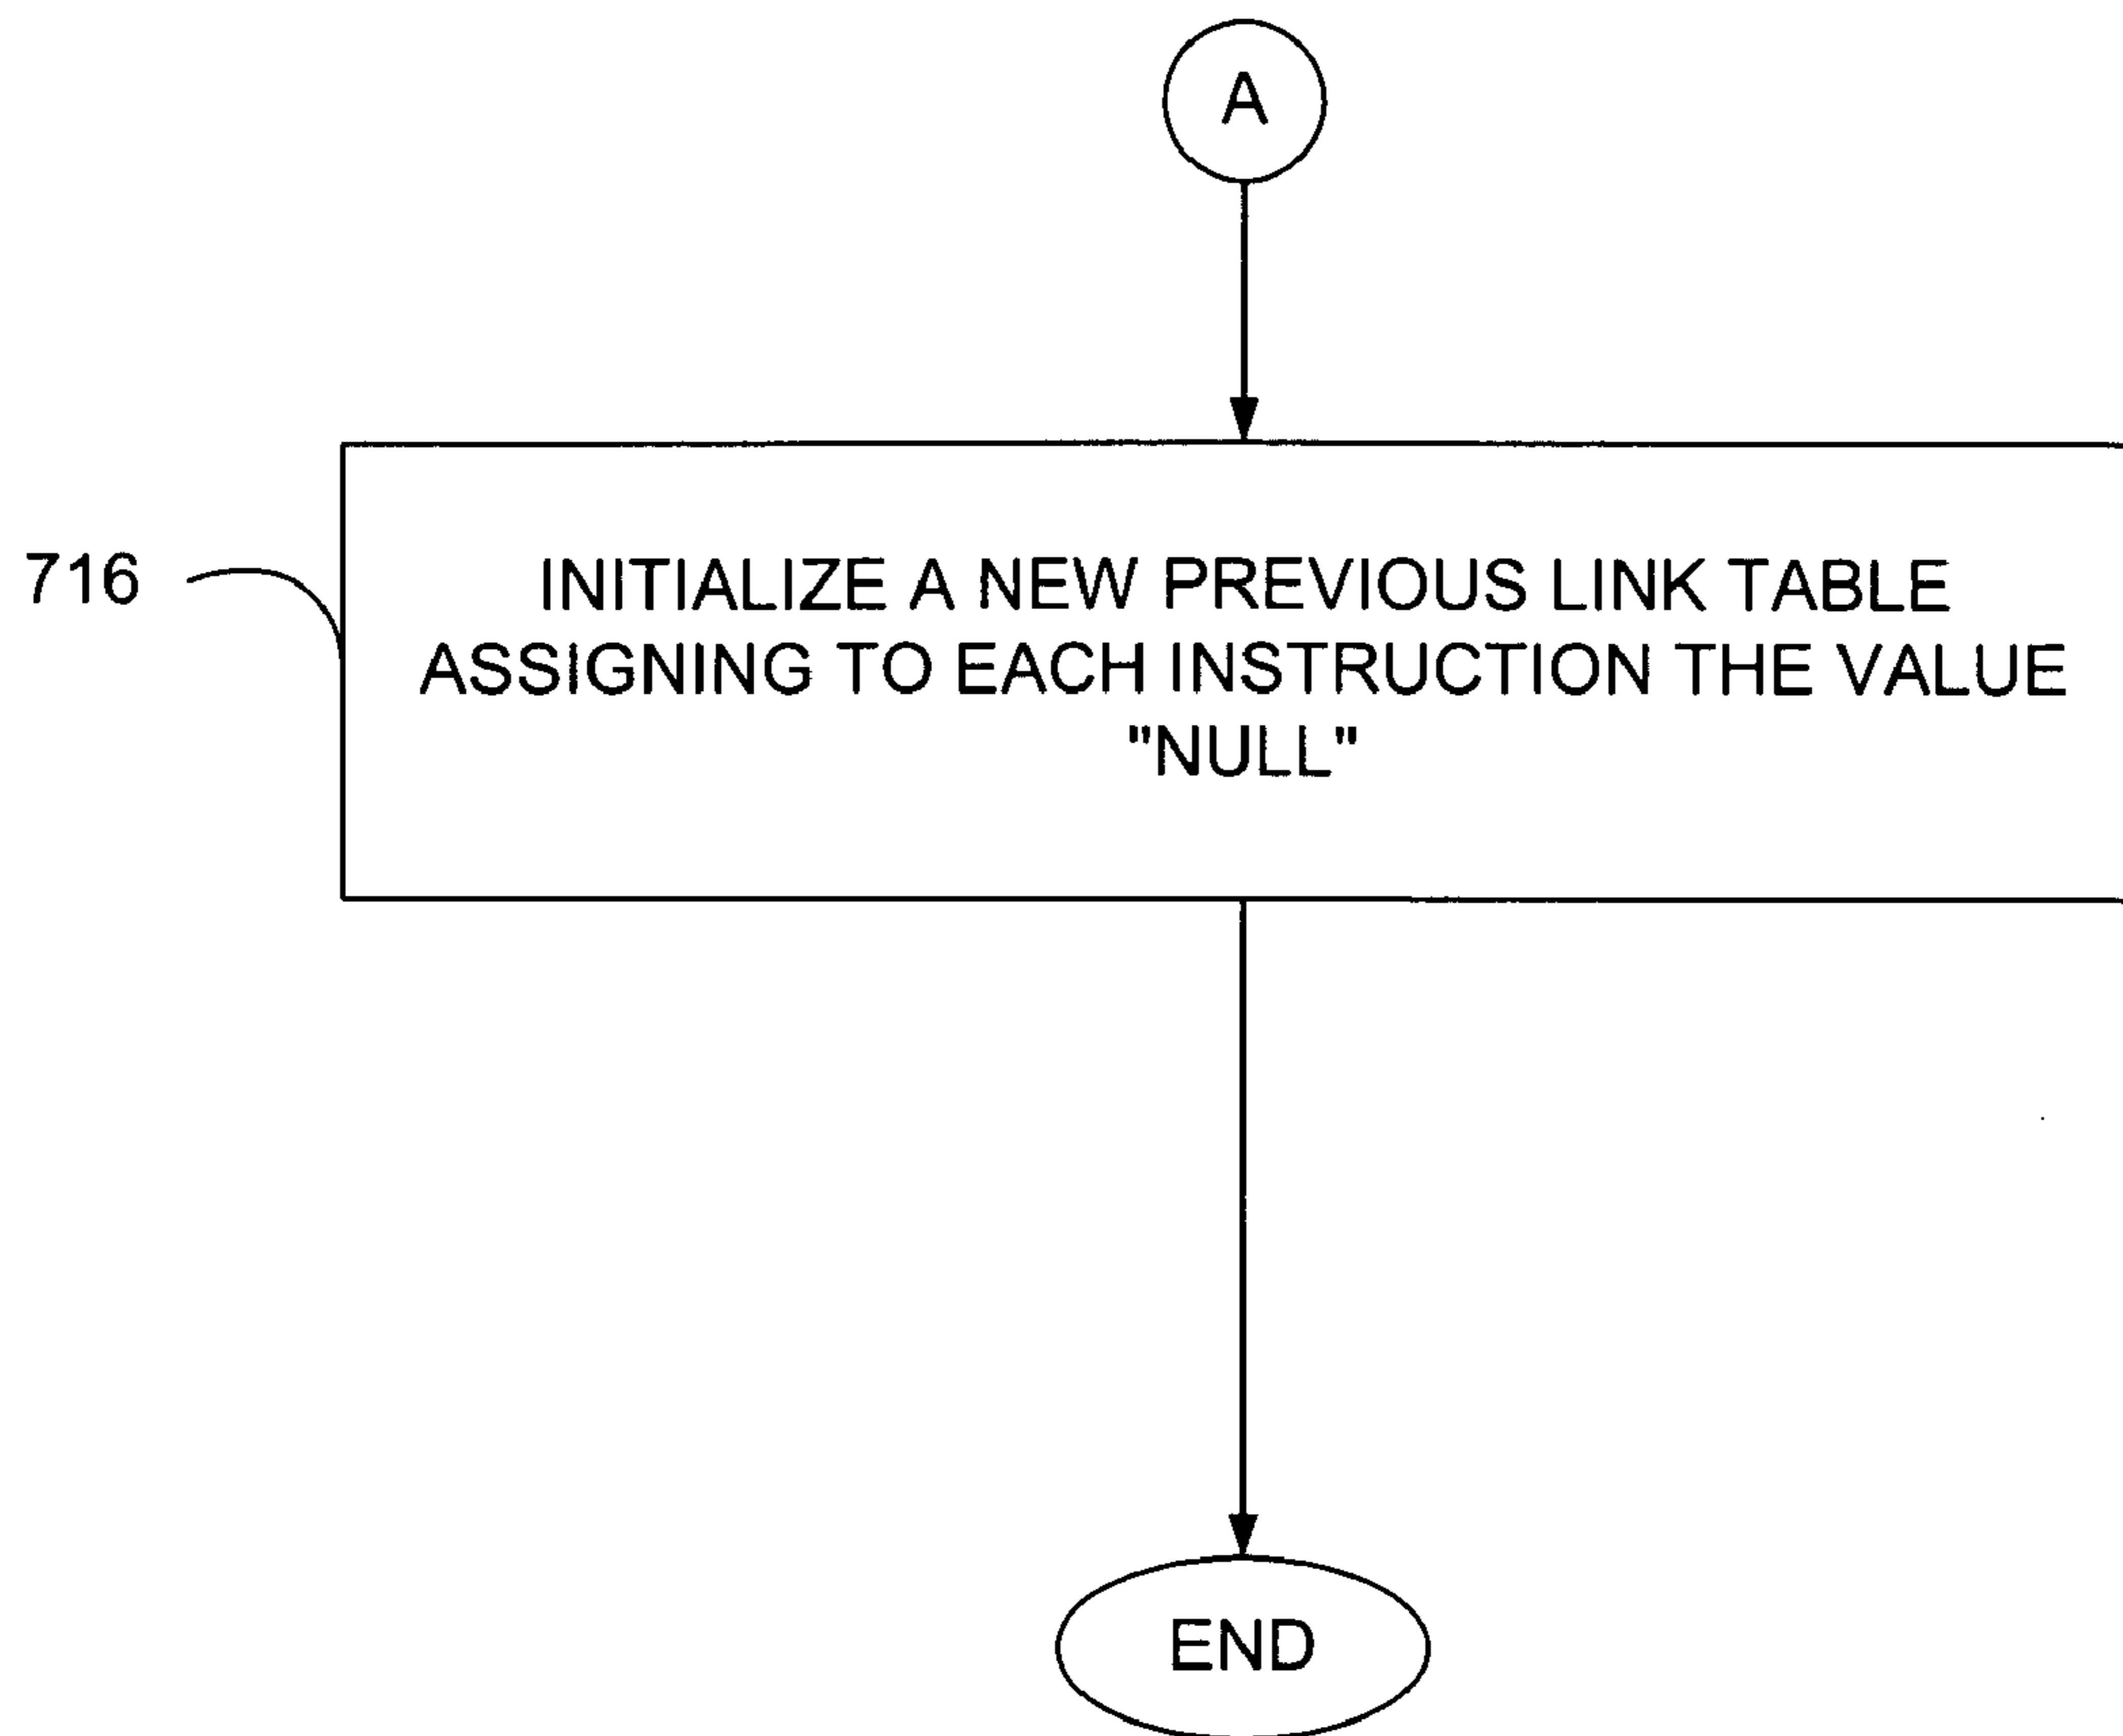 A
716
INITIALIZE A NEW PREVIOUS LINK TABLE
ASSIGNING TO EACH INSTRUCTION THE VALUE
"NULL"
END